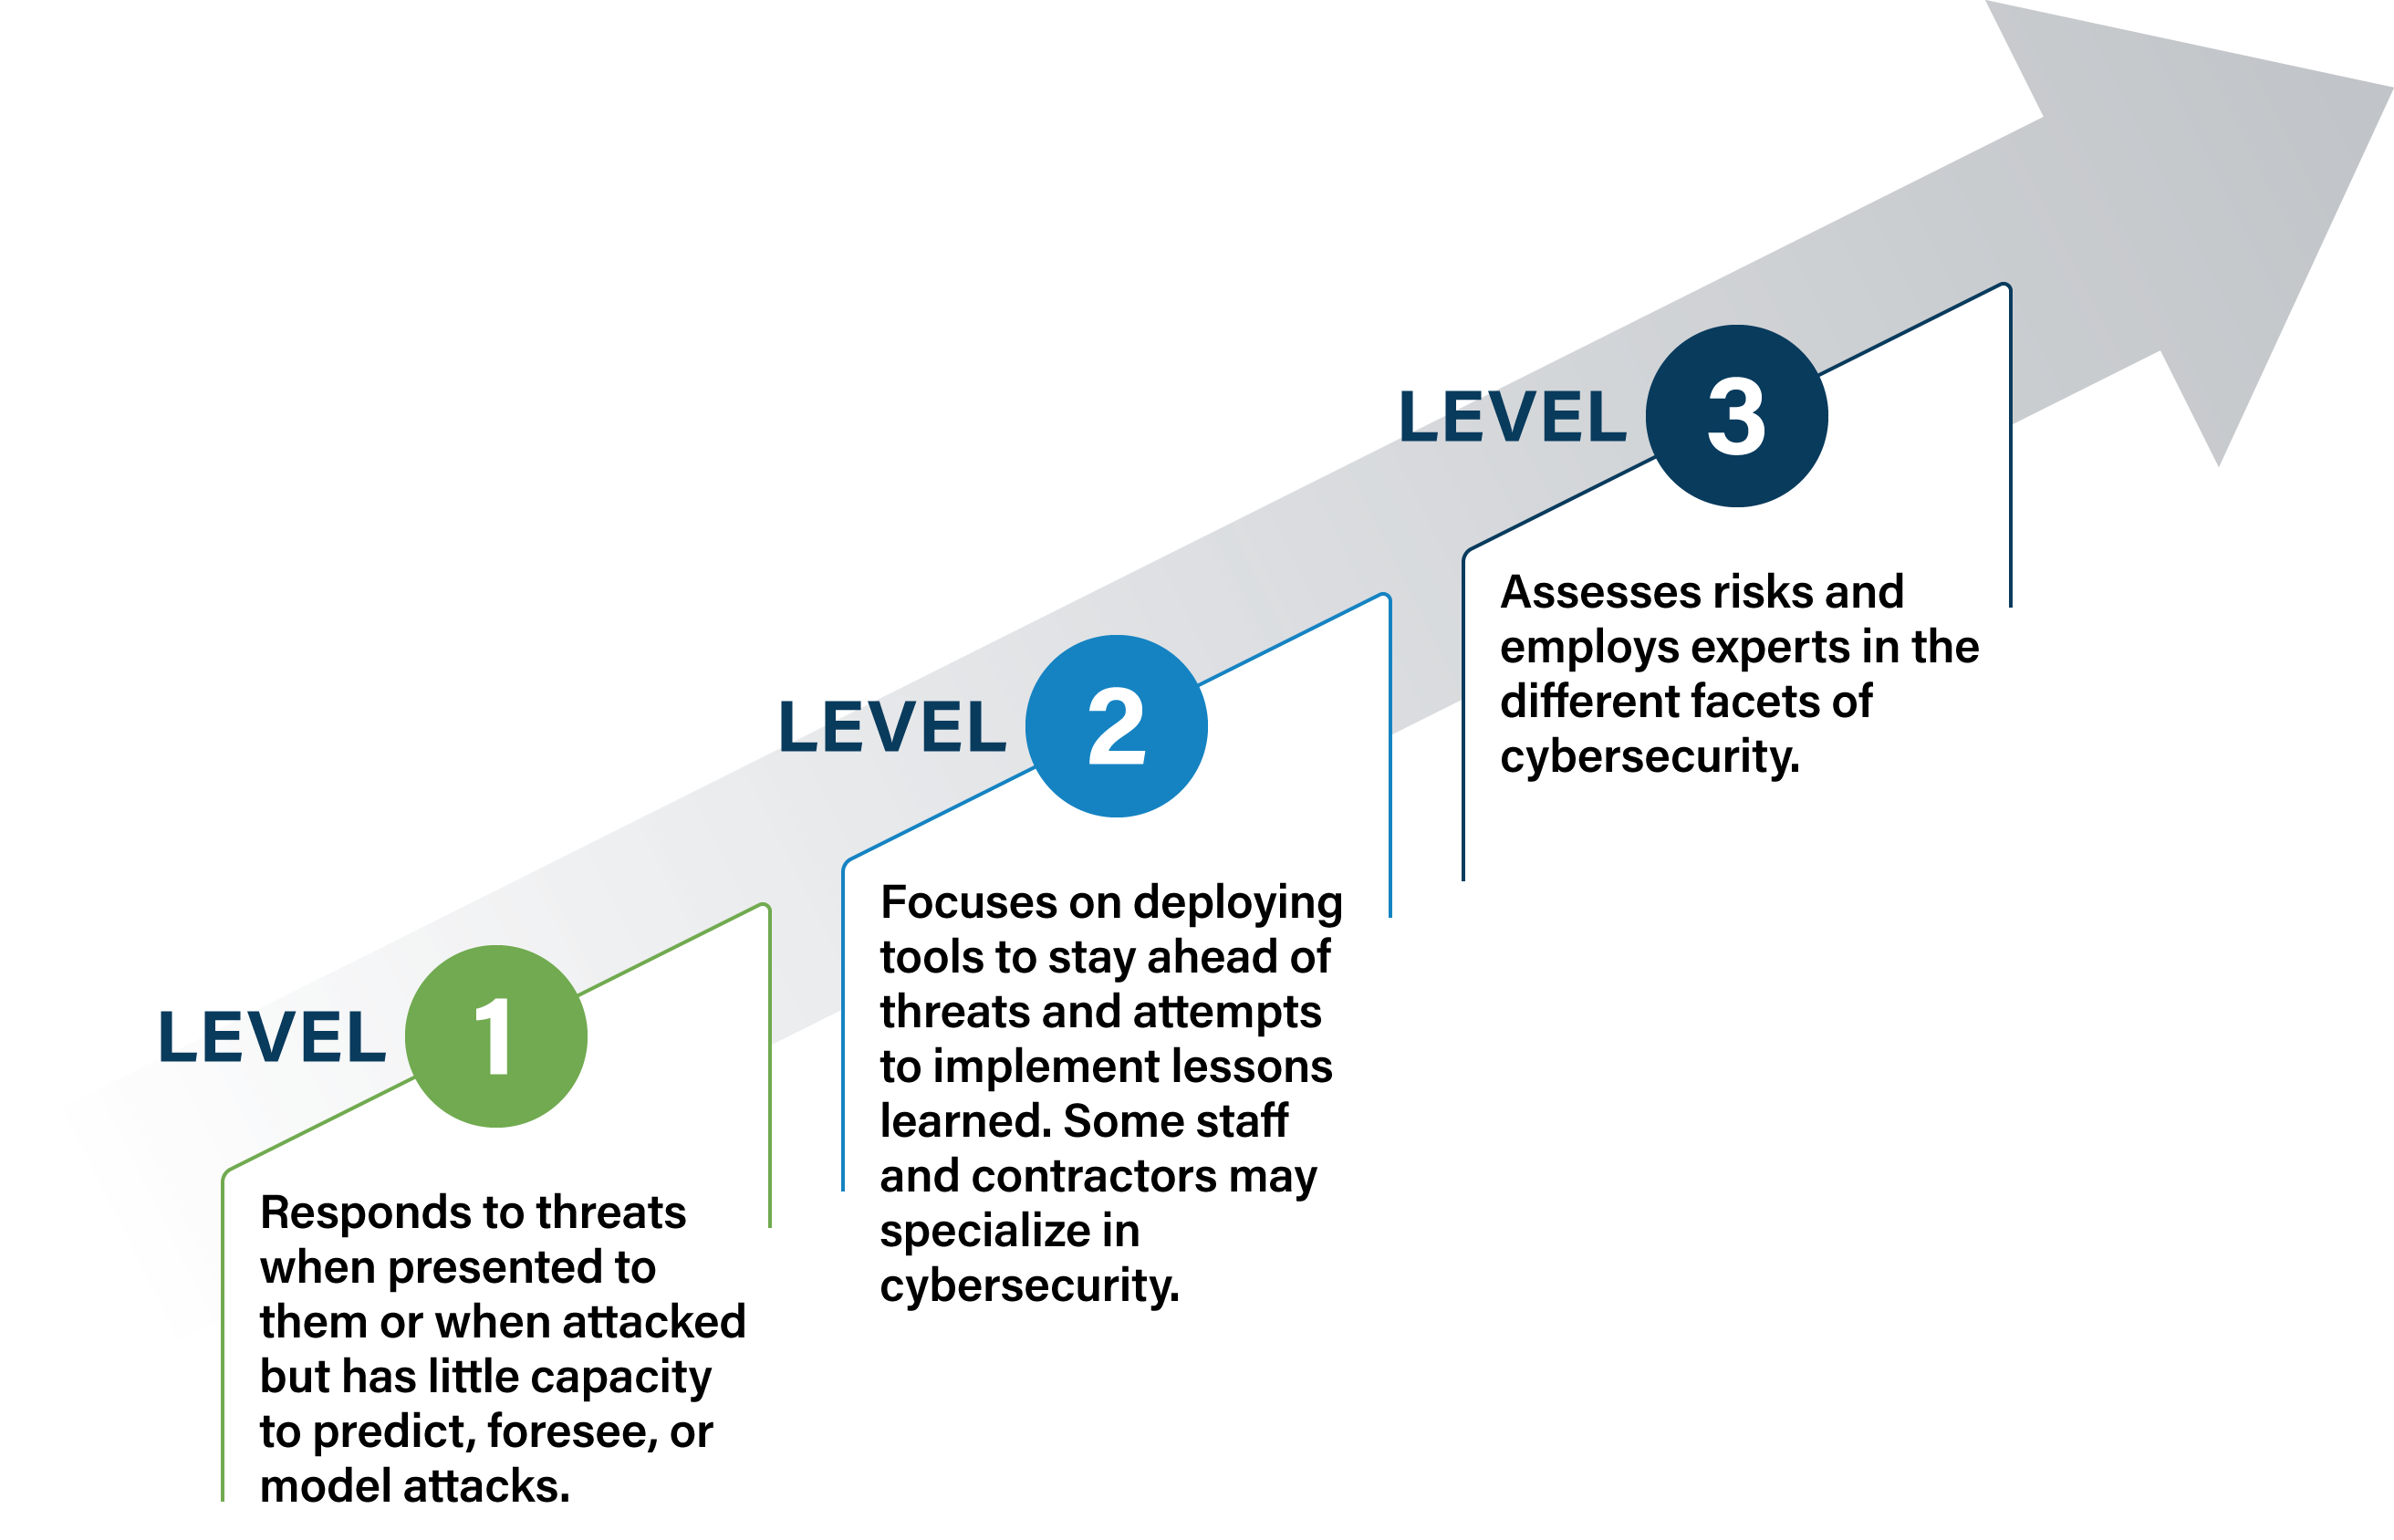 LEVEL 1
Responds to threats
when presented to
them or when attacked
but has little capacity
to predict, foresee, or
model attacks.
LEVEL 2
Focuses on deploying
tools to stay ahead of
threats and attempts
to implement lessons
learned. Some staff
and contractors may
specialize in
cybersecurity.
LEVEL 3
Assesses risks and
employs experts in the
different facets of
cybersecurity.